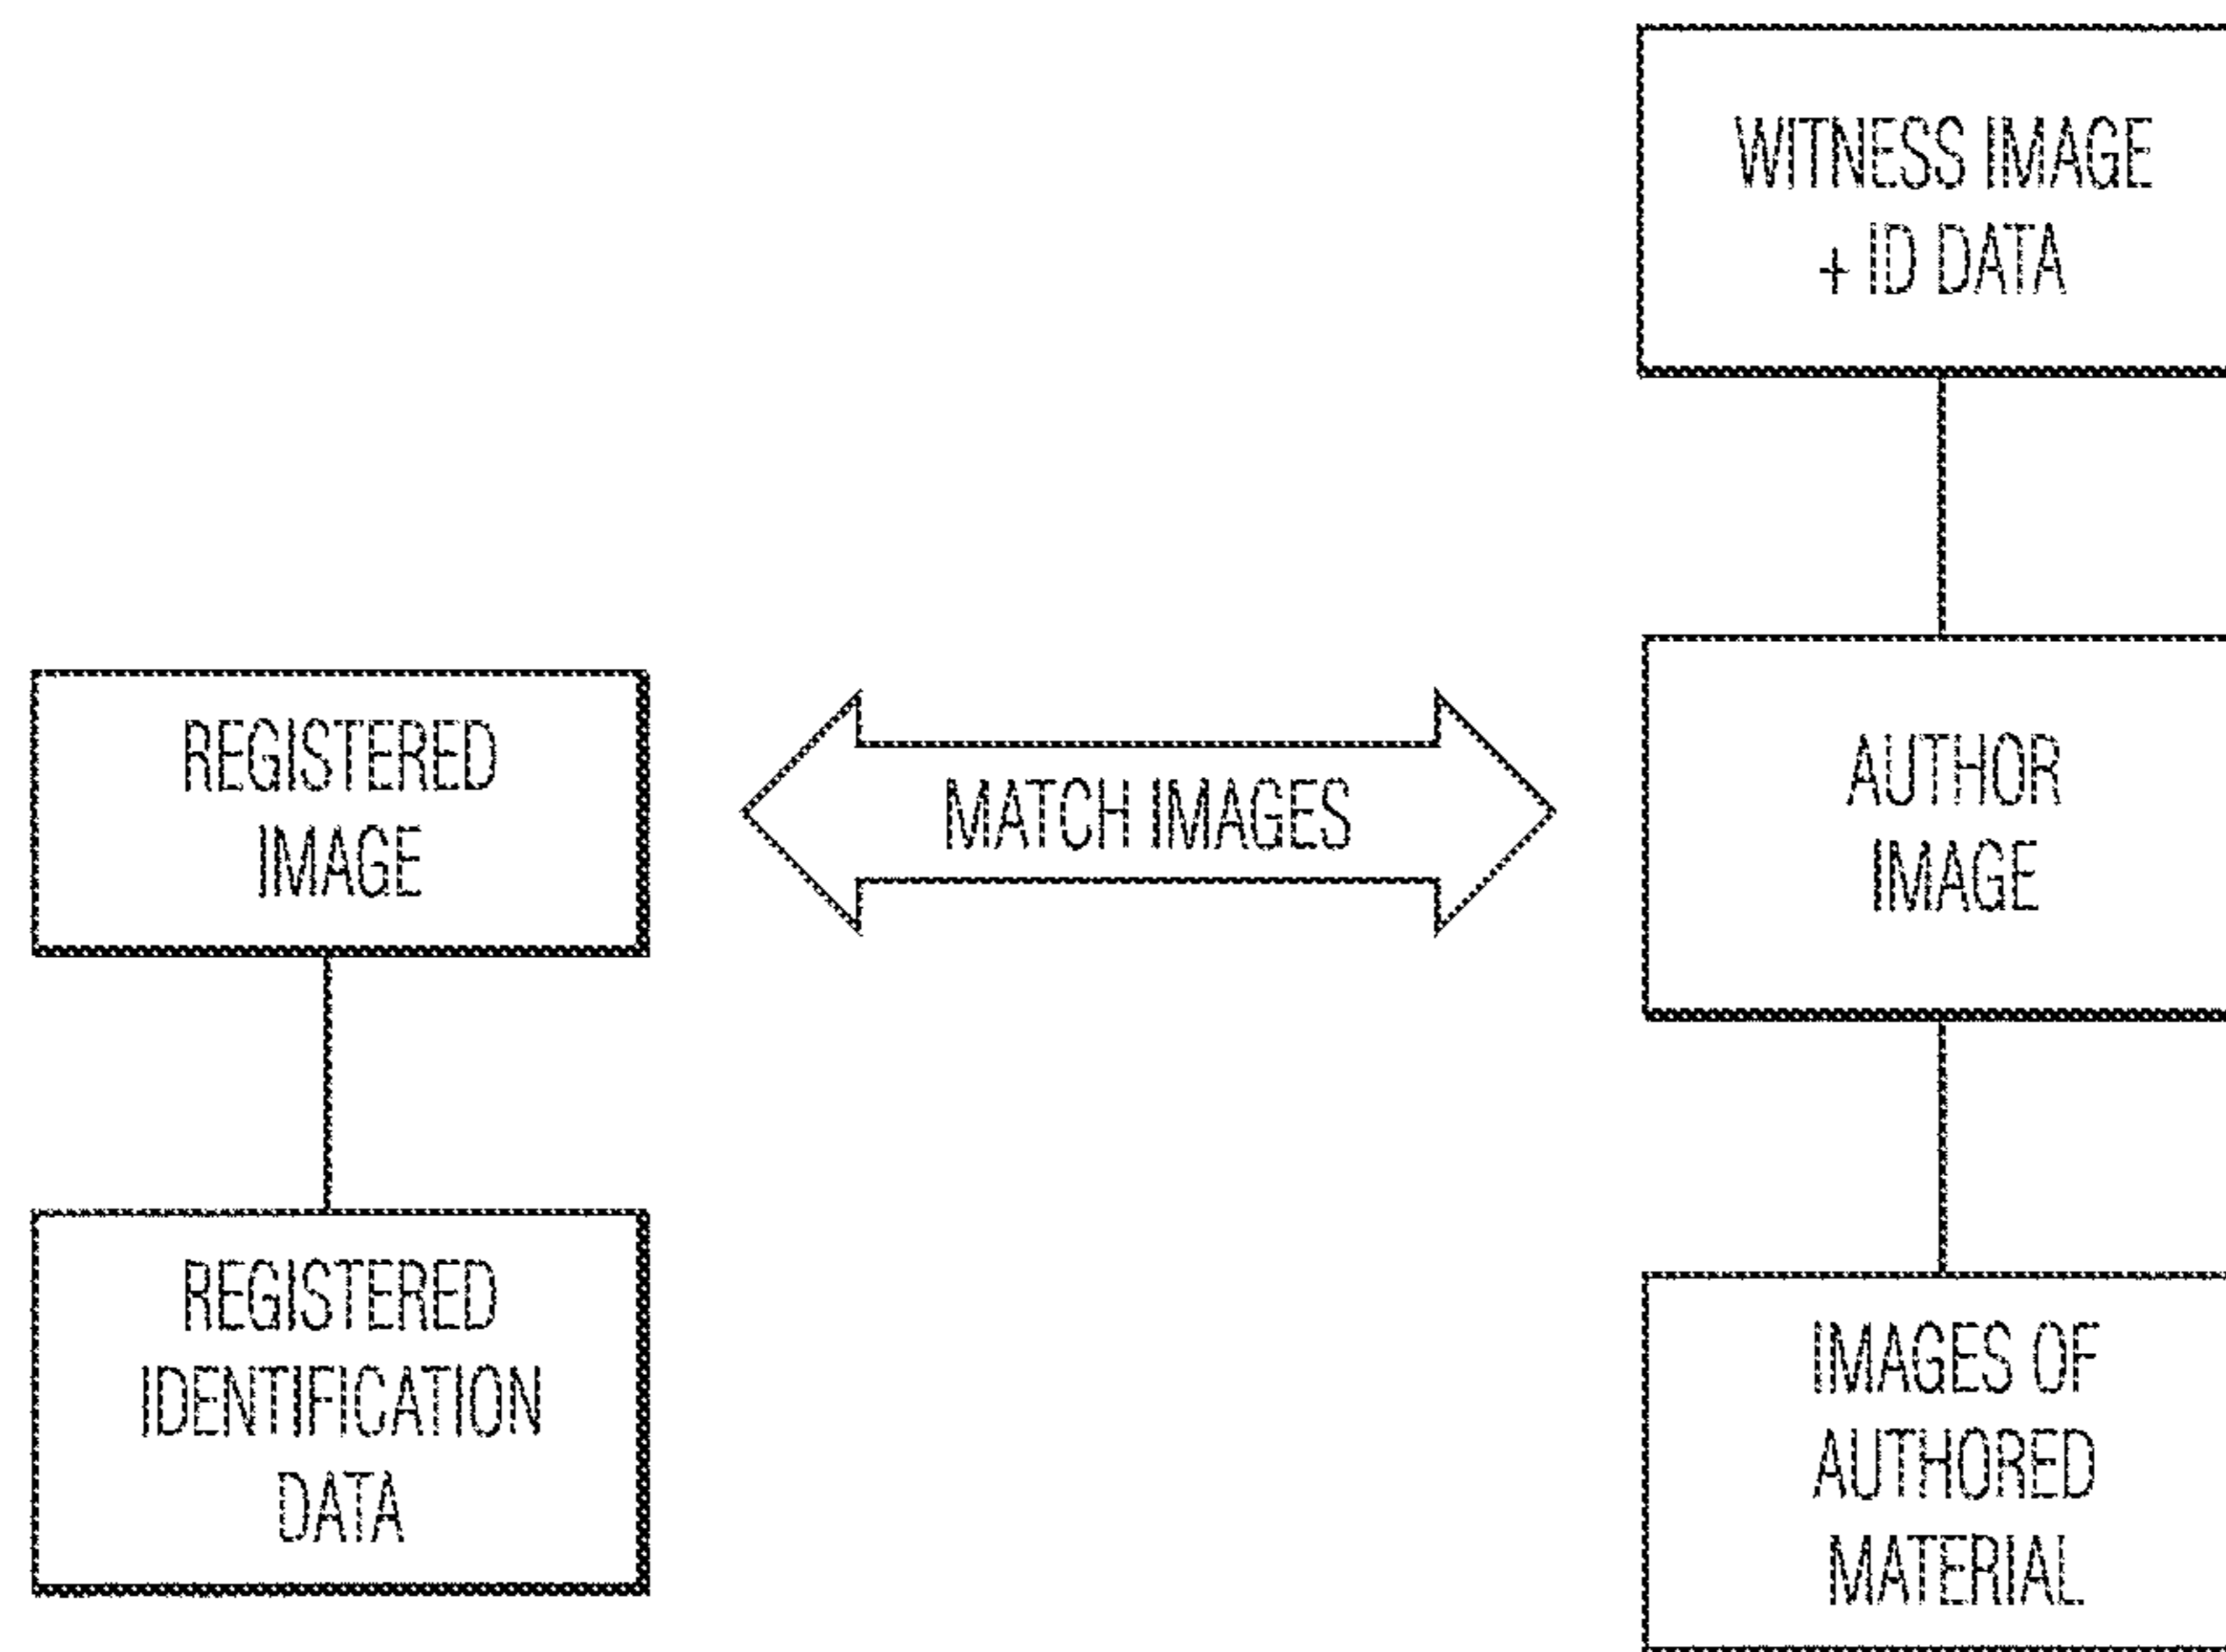 WITNESS IMAGE
+ ID DATA
REGISTERED
IMAGE
MATCH IMAGES
AUTHOR
IMAGE
REGISTERED
IDENTIFICATION
DATA
IMAGES OF
AUTHORED
MATERIAL